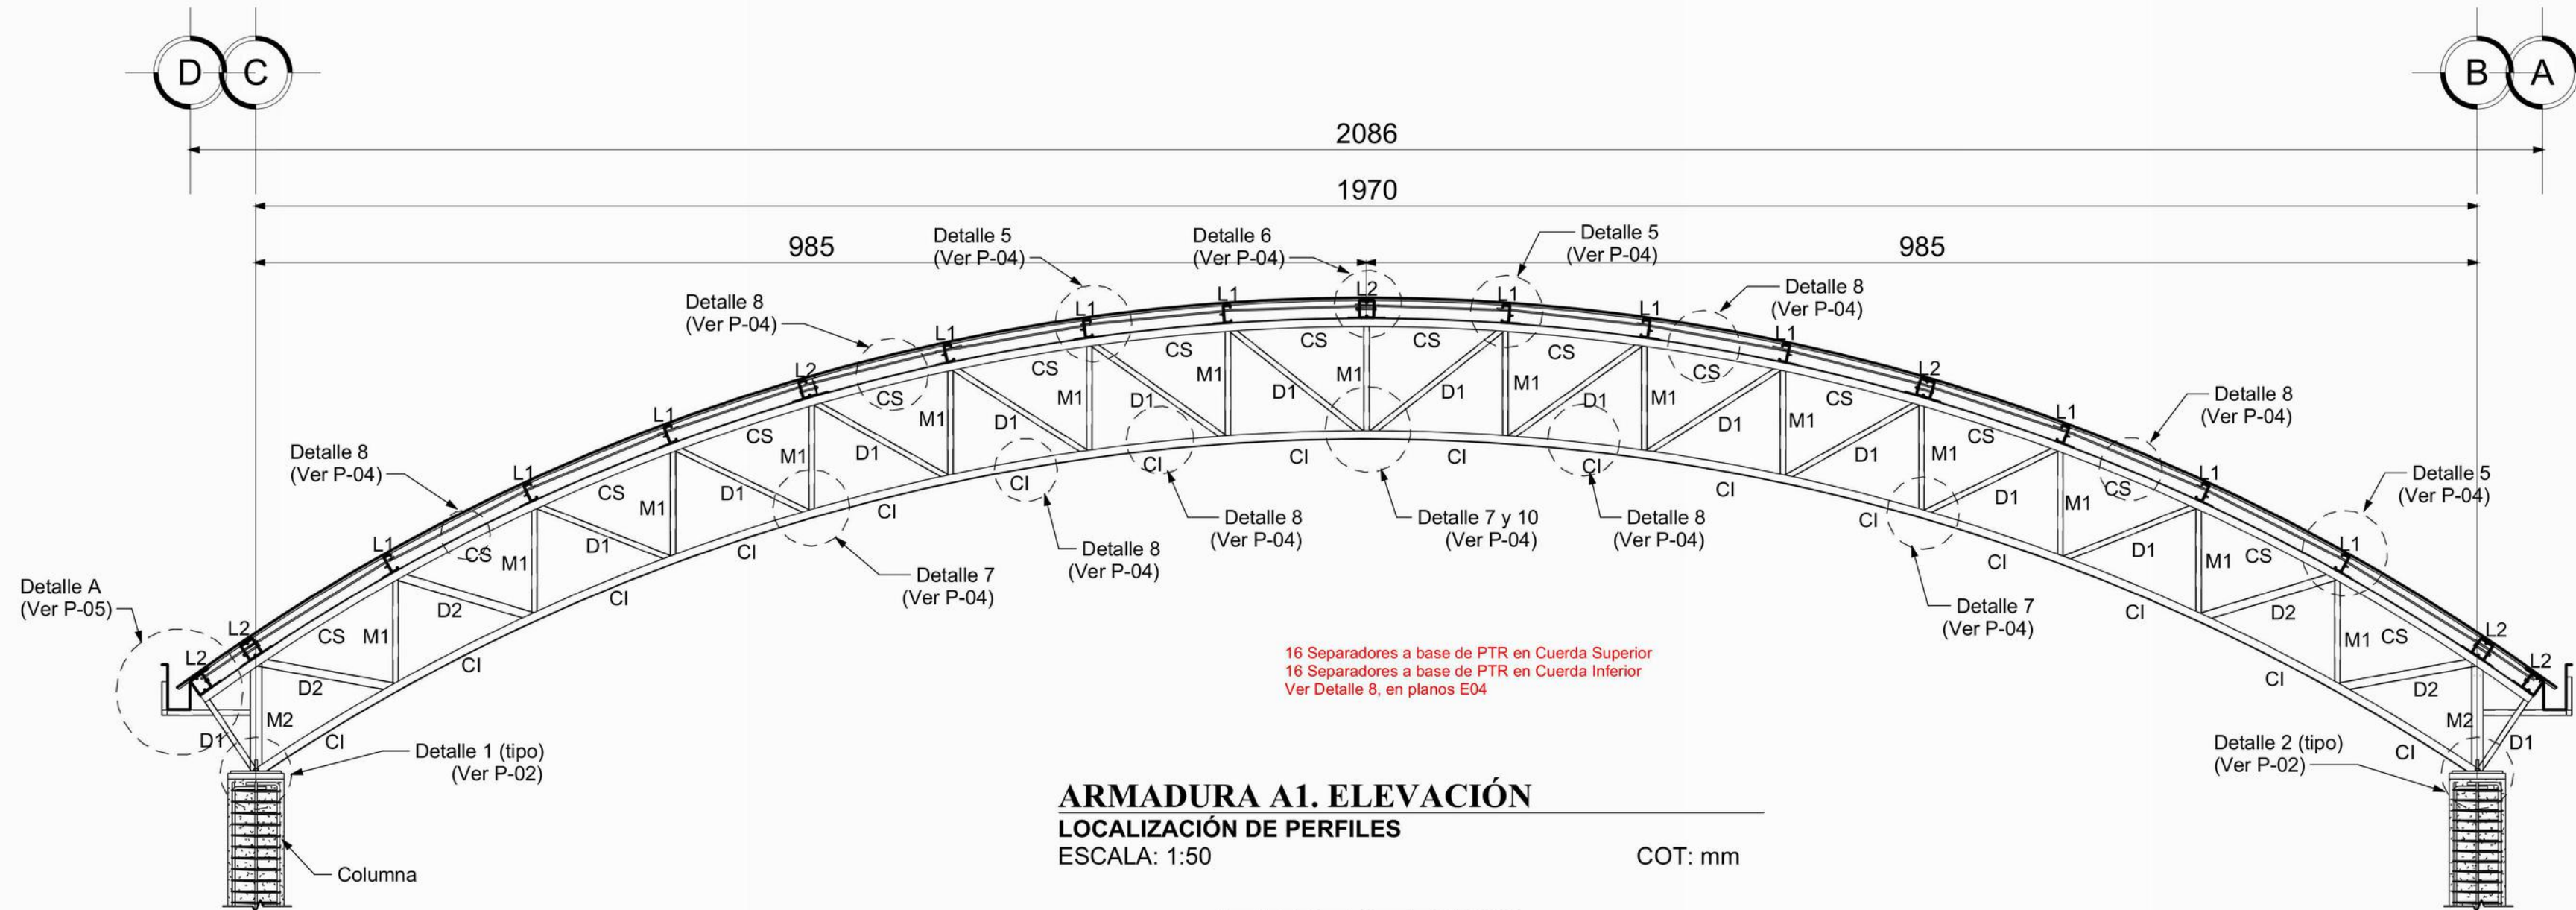 D C B A
2086
1970
985 985
Detalle 5
(Ver P-04)
Detalle 6
(Ver P-04)
Detalle 5
(Ver P-04)
Detalle 8
(Ver P-04)
Detalle 8
(Ver P-04)
Detalle 8
(Ver P-04)
Detalle 8
(Ver P-04)
Detalle 5
(Ver P-04)
Detalle A
(Ver P-05)
L2 L2 L1 L1 L1 L2 L1 L1 L1 L2 L1 L1 L1 L2 L1 L1 L1 L2 L2
CS CS CS CS CS CS CS CS CS CS CS CS CS CS CS CS
M2 M1 M1 M1 M1 M1 M1 M1 M1 M1 M1 M1 M1 M1 M1 M1 M2
D1 D2 D2 D1 D1 D1 D1 D1 D1 D1 D1 D1 D1 D1 D1 D2 D2 D1
CI CI CI CI CI CI CI CI CI CI CI CI CI CI CI CI
Detalle 7
(Ver P-04)
Detalle 8
(Ver P-04)
Detalle 8
(Ver P-04)
Detalle 7 y 10
(Ver P-04)
Detalle 8
(Ver P-04)
Detalle 7
(Ver P-04)
16 Separadores a base de PTR en Cuerda Superior
16 Separadores a base de PTR en Cuerda Inferior
Ver Detalle 8, en planos E04
Detalle 1 (tipo)
(Ver P-02)
Detalle 2 (tipo)
(Ver P-02)
Columna
ARMADURA A1. ELEVACIÓN
LOCALIZACIÓN DE PERFILES
ESCALA: 1:50 COT: mm